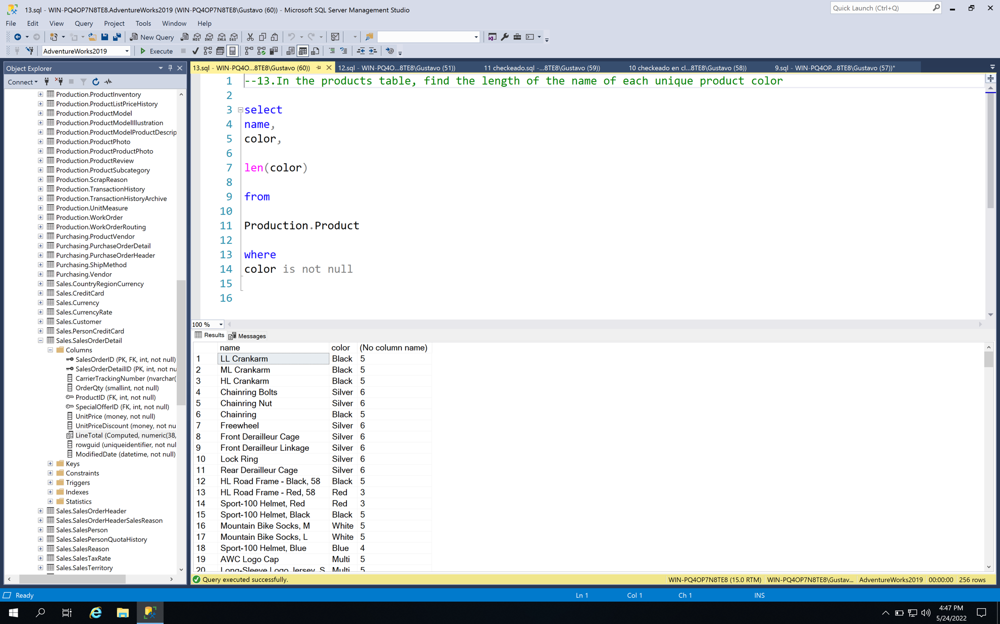 13.sql - WIN-PQ4OP7N8TE8.AdventureWorks2019 (WIN-PQ4OP7N8TE8\Gustavo (60)) - Microsoft SQL Server Management Studio
Quick Launch (Ctrl+Q)
File Edit View Query Project Tools Window Help
New Query
AdventureWorks2019 Execute
Object Explorer
13.sql - WIN-PQ4O...8TE8\Gustavo (60)) 12.sql - WIN-PQ4O...8TE8\Gustavo (51)) 11 checkeado.sql -...8TE8\Gustavo (59)) 10 checkeado en cl...8TE8\Gustavo (58)) 9.sql - WIN-PQ4OP...8TE8\Gustavo (57))*
Connect
Production.ProductInventory
Production.ProductListPriceHistory
Production.ProductModel
Production.ProductModelIllustration
Production.ProductModelProductDescrip
Production.ProductPhoto
Production.ProductProductPhoto
Production.ProductReview
Production.ProductSubcategory
Production.ScrapReason
Production.TransactionHistory
Production.TransactionHistoryArchive
Production.UnitMeasure
Production.WorkOrder
Production.WorkOrderRouting
Purchasing.ProductVendor
Purchasing.PurchaseOrderDetail
Purchasing.PurchaseOrderHeader
Purchasing.ShipMethod
Purchasing.Vendor
Sales.CountryRegionCurrency
Sales.CreditCard
Sales.Currency
Sales.CurrencyRate
Sales.Customer
Sales.PersonCreditCard
Sales.SalesOrderDetail
Columns
SalesOrderID (PK, FK, int, not null)
SalesOrderDetailID (PK, int, not nu
CarrierTrackingNumber (nvarchar(
OrderQty (smallint, not null)
ProductID (FK, int, not null)
SpecialOfferID (FK, int, not null)
UnitPrice (money, not null)
UnitPriceDiscount (money, not nu
LineTotal (Computed, numeric(38,
rowguid (uniqueidentifier, not nul
ModifiedDate (datetime, not null)
Keys
Constraints
Triggers
Indexes
Statistics
Sales.SalesOrderHeader
Sales.SalesOrderHeaderSalesReason
Sales.SalesPerson
Sales.SalesPersonQuotaHistory
Sales.SalesReason
Sales.SalesTaxRate
Sales.SalesTerritory
1 --13.In the products table, find the length of the name of each unique product color
2
3 select
4 name,
5 color,
6
7 len(color)
8
9 from
10
11 Production.Product
12
13 where
14 color is not null
15
16
100 %
Results Messages
name color (No column name)
1 LL Crankarm Black 5
2 ML Crankarm Black 5
3 HL Crankarm Black 5
4 Chainring Bolts Silver 6
5 Chainring Nut Silver 6
6 Chainring Black 5
7 Freewheel Silver 6
8 Front Derailleur Cage Silver 6
9 Front Derailleur Linkage Silver 6
10 Lock Ring Silver 6
11 Rear Derailleur Cage Silver 6
12 HL Road Frame - Black, 58 Black 5
13 HL Road Frame - Red, 58 Red 3
14 Sport-100 Helmet, Red Red 3
15 Sport-100 Helmet, Black Black 5
16 Mountain Bike Socks, M White 5
17 Mountain Bike Socks, L White 5
18 Sport-100 Helmet, Blue Blue 4
19 AWC Logo Cap Multi 5
20 Long-Sleeve Logo Jersey, S Multi 5
Query executed successfully. WIN-PQ4OP7N8TE8 (15.0 RTM) WIN-PQ4OP7N8TE8\Gustav... AdventureWorks2019 00:00:00 256 rows
Ready Ln 1 Col 1 Ch 1 INS
4:47 PM
5/24/2022